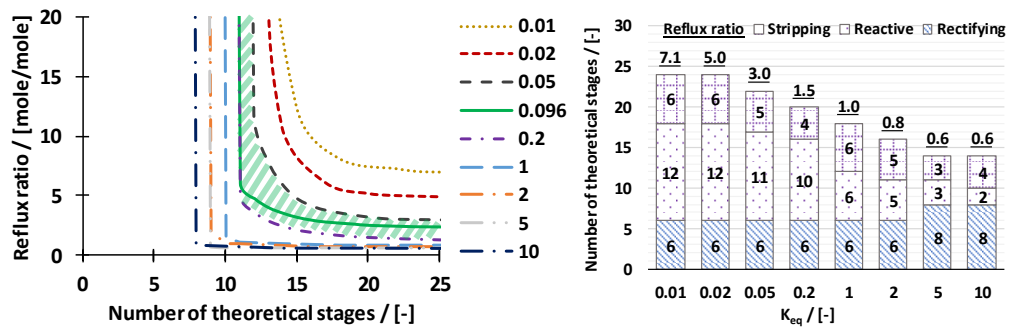 Reflux ratio / [mole/mole]
20
15
10
5
0
0 5 10 15 20 25
Number of theoretical stages / [-]
0.01
0.02
0.05
0.096
0.2
1
2
5
10
Number of theoretical stages / [-]
30
25
20
15
10
5
0
Reflux ratio Stripping Reactive Rectifying
7.1 5.0 3.0 1.5 1.0 0.8 0.6 0.6
6 6 5 4 6 5 3 4
12 12 11 10 6 5 3 2
6 6 6 6 6 6 8 8
0.01 0.02 0.05 0.2 1 2 5 10
Keq / [-]